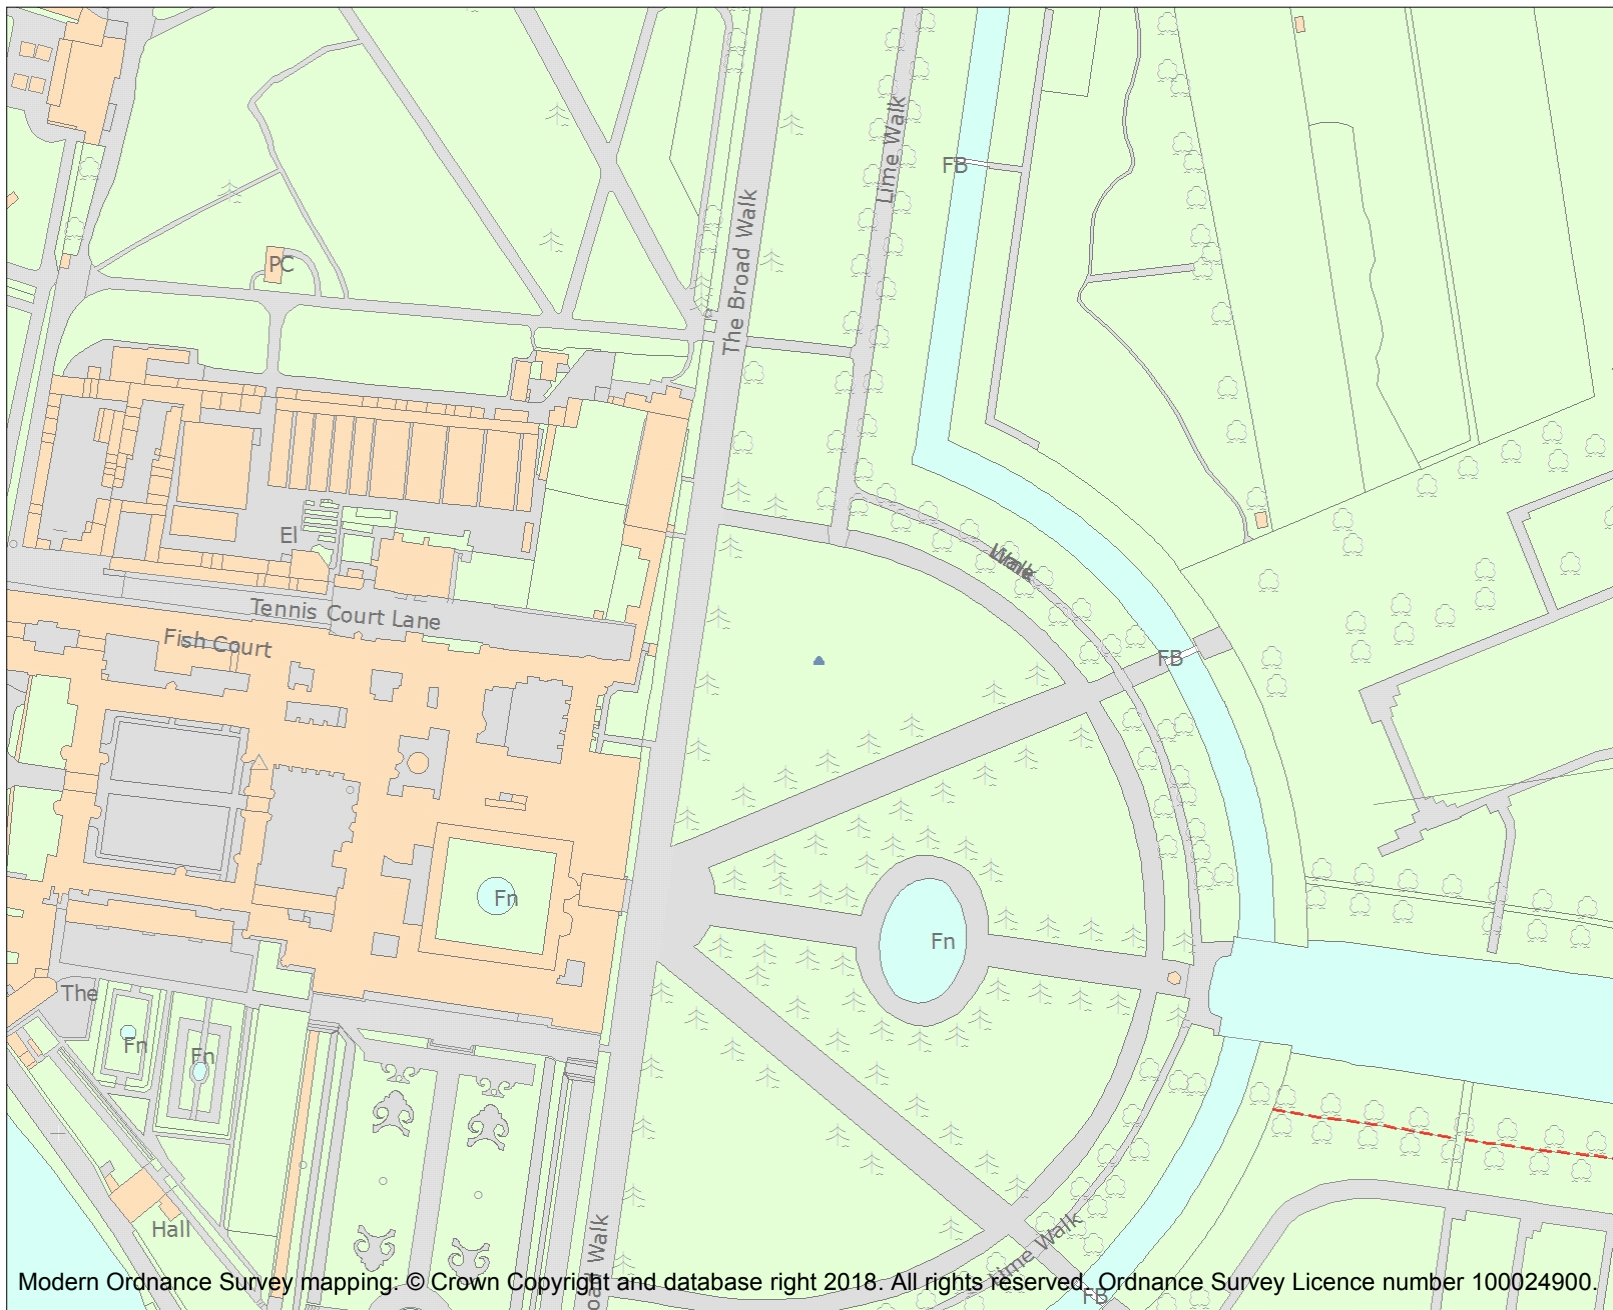 Lime Walk
FB
The Broad Walk
PC
El
Walk
Tennis Court Lane
Fish Court
FB
Fn
Fn
The
Fn
Fn
Hall
Lime Walk
Broad Walk
Modern Ordnance Survey mapping: © Crown Copyright and database right 2018. All rights reserved. Ordnance Survey Licence number 100024900.
FB